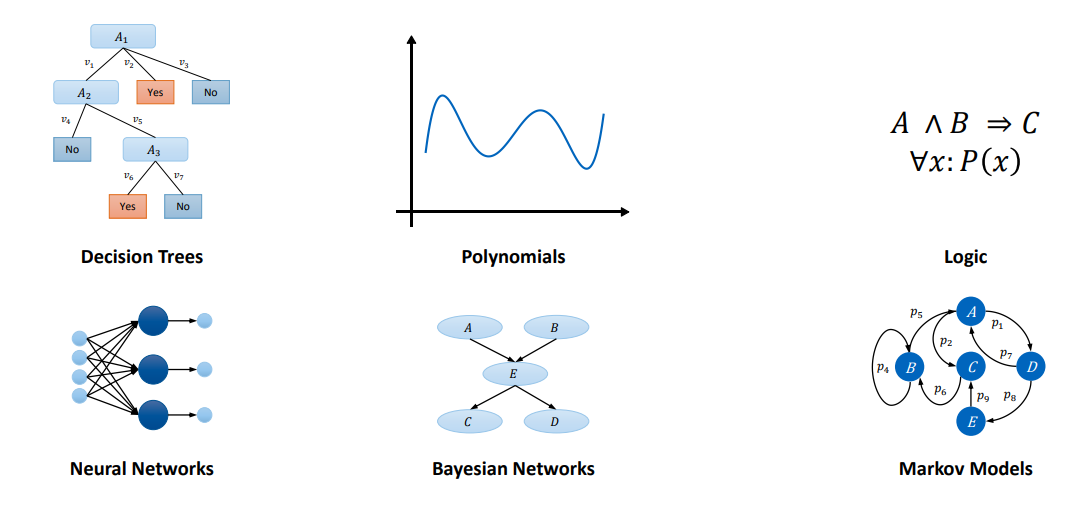 A₁
v₁ v₂ v₃
A₂ Yes No
v₄ v₅
No A₃
v₆ v₇
Yes No
Decision Trees
Polynomials
A ∧ B ⇒ C
∀x: P(x)
Logic
Neural Networks
A B
E
C D
Bayesian Networks
A
p₅ p₁
p₂ p₇
p₄ B C D
p₆ p₉ p₈
E
Markov Models